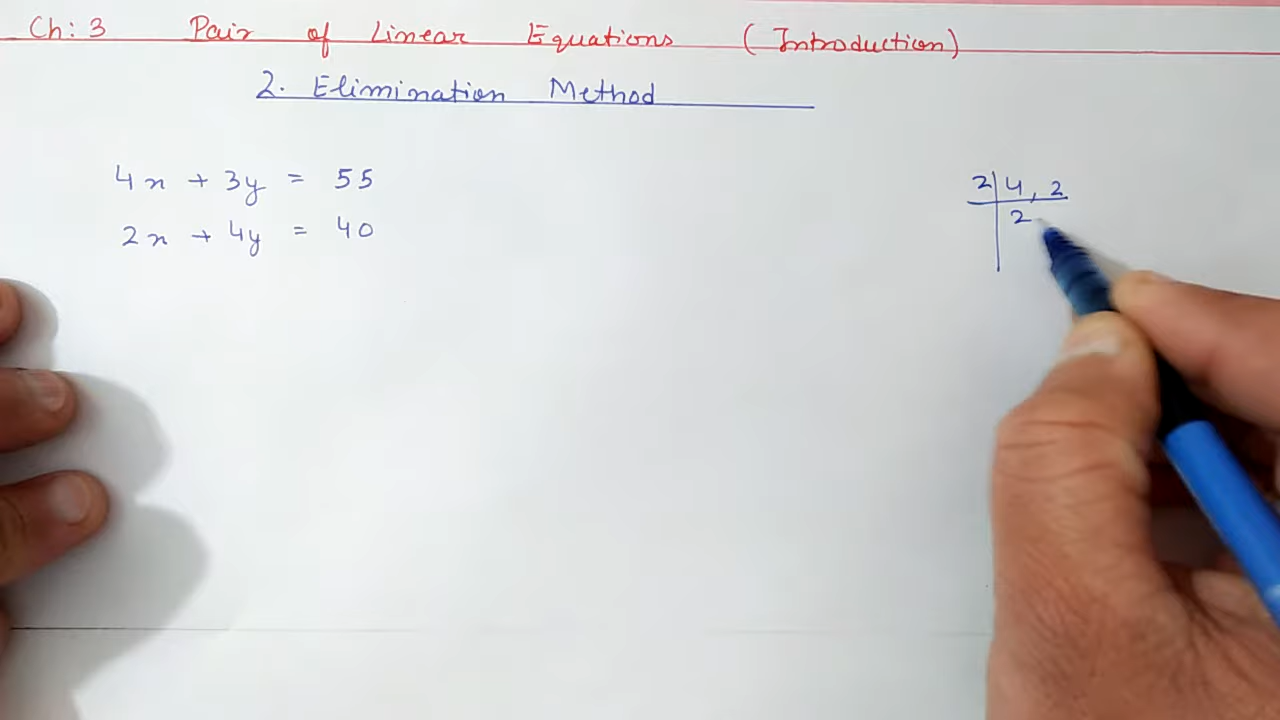 Ch: 3 Pair of Linear Equations (Introduction)
2. Elimination Method
4x + 3y = 55
2x + 4y = 40
2 | 4, 2
2